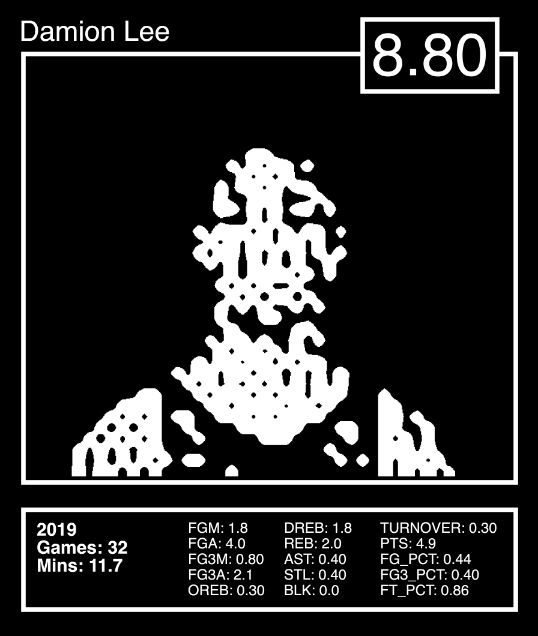 Damion Lee
8.80
2019
Games: 32
Mins: 11.7
FGM: 1.8
FGA: 4.0
FG3M: 0.80
FG3A: 2.1
OREB: 0.30
DREB: 1.8
REB: 2.0
AST: 0.40
STL: 0.40
BLK: 0.0
TURNOVER: 0.30
PTS: 4.9
FG_PCT: 0.44
FG3_PCT: 0.40
FT_PCT: 0.86